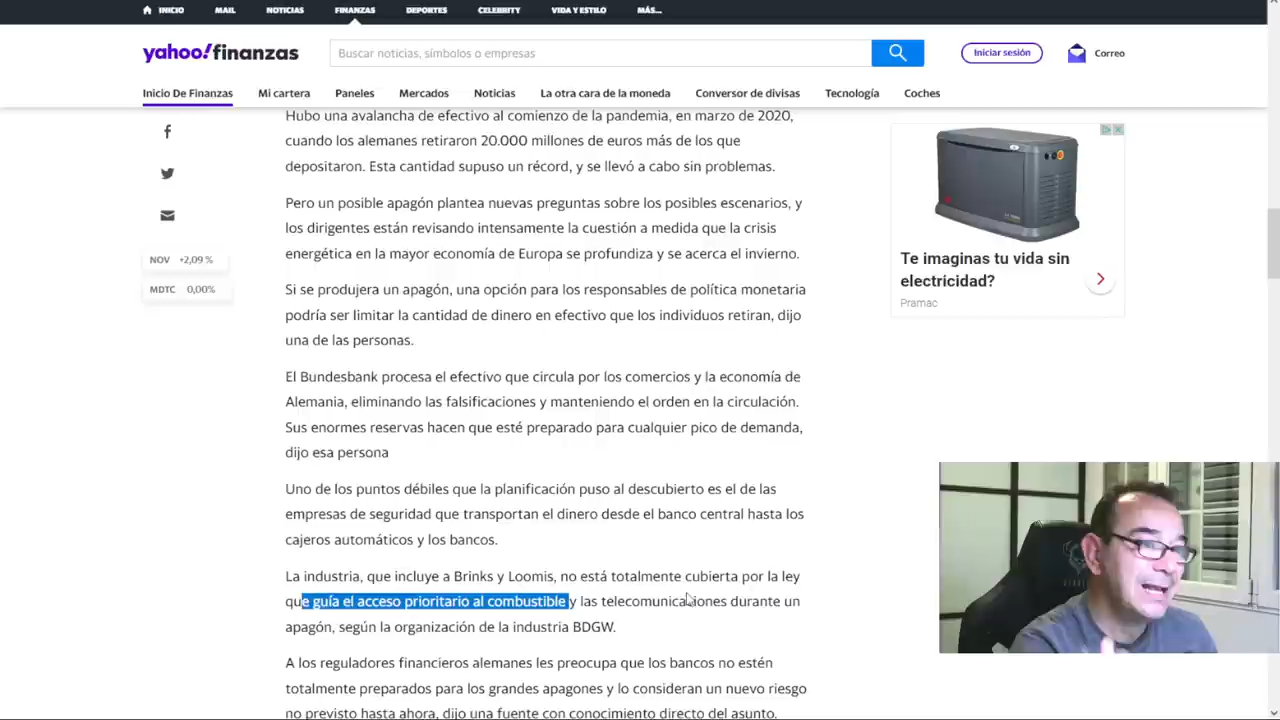 INICIO MAIL NOTICIAS FINANZAS DEPORTES CELEBRITY VIDA Y ESTILO MÁS...
yahoo!finanzas
Buscar noticias, símbolos o empresas
Iniciar sesión
Correo
Inicio De Finanzas Mi cartera Paneles Mercados Noticias La otra cara de la moneda Conversor de divisas Tecnología Coches
Hubo una avalancha de efectivo al comienzo de la pandemia, en marzo de 2020,
cuando los alemanes retiraron 20.000 millones de euros más de los que
depositaron. Esta cantidad supuso un récord, y se llevó a cabo sin problemas.
Pero un posible apagón plantea nuevas preguntas sobre los posibles escenarios, y
los dirigentes están revisando intensamente la cuestión a medida que la crisis
energética en la mayor economía de Europa se profundiza y se acerca el invierno.
NOV +2,09 %
MDTC 0,00%
Si se produjera un apagón, una opción para los responsables de política monetaria
podría ser limitar la cantidad de dinero en efectivo que los individuos retiran, dijo
una de las personas.
El Bundesbank procesa el efectivo que circula por los comercios y la economía de
Alemania, eliminando las falsificaciones y manteniendo el orden en la circulación.
Sus enormes reservas hacen que esté preparado para cualquier pico de demanda,
dijo esa persona
Uno de los puntos débiles que la planificación puso al descubierto es el de las
empresas de seguridad que transportan el dinero desde el banco central hasta los
cajeros automáticos y los bancos.
La industria, que incluye a Brinks y Loomis, no está totalmente cubierta por la ley
que guía el acceso prioritario al combustible y las telecomunicaciones durante un
apagón, según la organización de la industria BDGW.
A los reguladores financieros alemanes les preocupa que los bancos no estén
totalmente preparados para los grandes apagones y lo consideran un nuevo riesgo
no previsto hasta ahora, dijo una fuente con conocimiento directo del asunto.
Te imaginas tu vida sin
electricidad?
Pramac